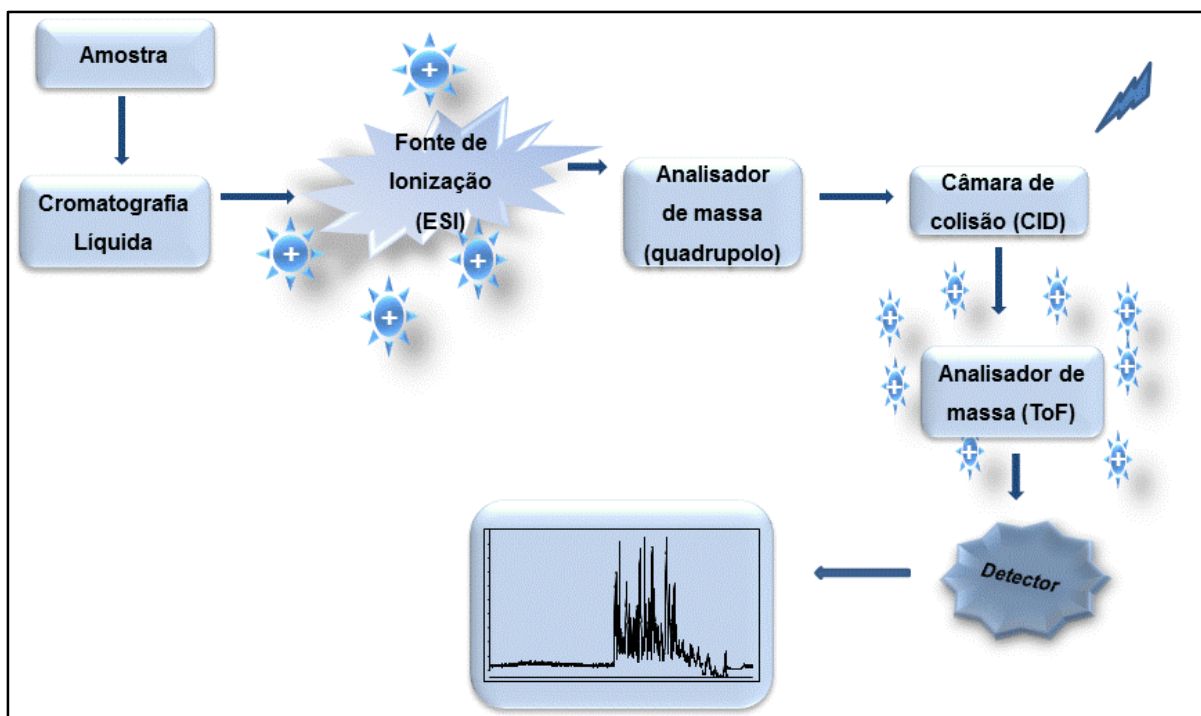 Amostra
Cromatografia
Líquida
Fonte de
Ionização
(ESI)
Analisador
de massa
(quadrupolo)
Câmara de
colisão (CID)
Analisador de
massa (ToF)
Detector